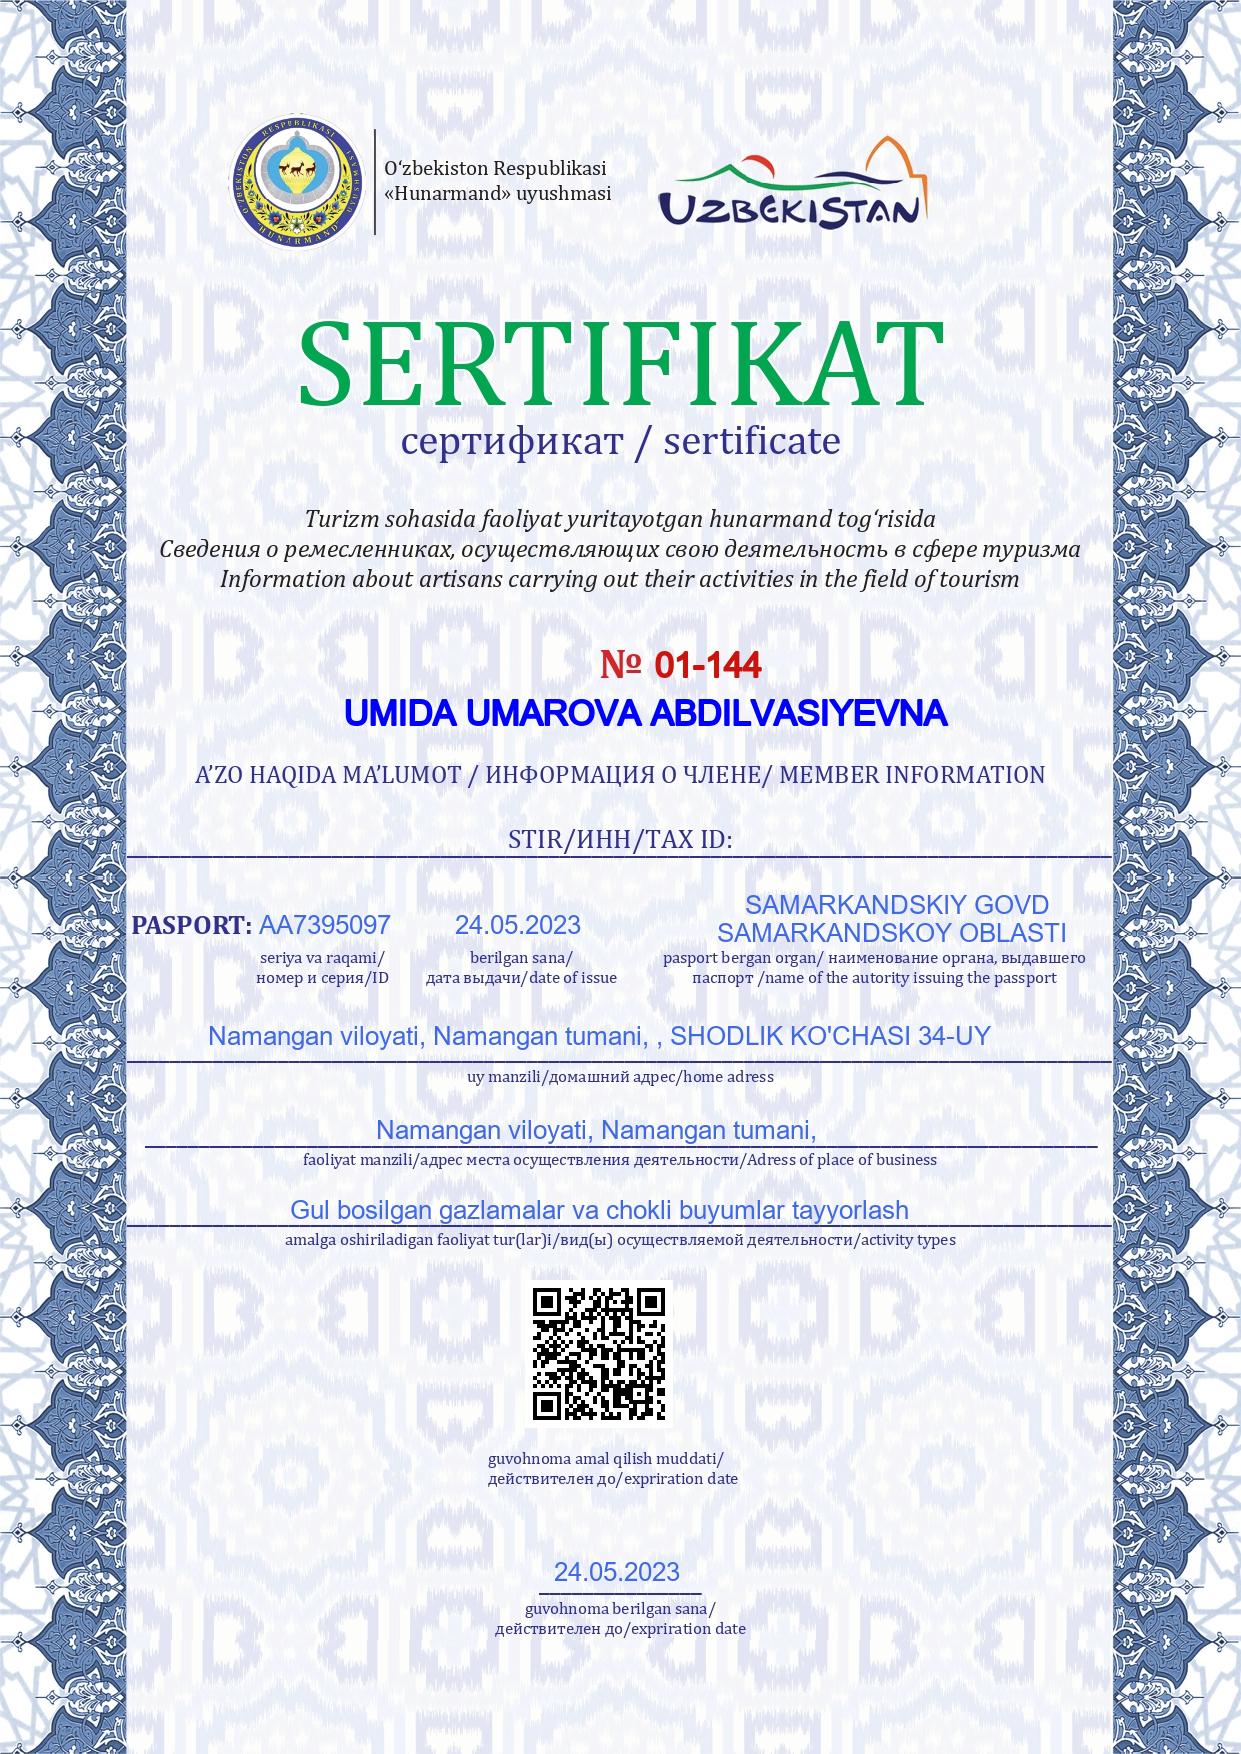 O‘ZBEKISTON RESPUBLIKASI HUNARMAND UYUSHMASI
O‘zbekiston Respublikasi
«Hunarmand» uyushmasi
UZBEKISTAN
SERTIFIKAT
сертификат / sertificate
Turizm sohasida faoliyat yuritayotgan hunarmand tog‘risida
Сведения о ремесленниках, осуществляющих свою деятельность в сфере туризма
Information about artisans carrying out their activities in the field of tourism
№ 01-144
UMIDA UMAROVA ABDILVASIYEVNA
A’ZO HAQIDA MA’LUMOT / ИНФОРМАЦИЯ О ЧЛЕНЕ/ MEMBER INFORMATION
STIR/ИНН/TAX ID:
SAMARKANDSKIY GOVD
PASPORT: AA7395097 24.05.2023 SAMARKANDSKOY OBLASTI
seriya va raqami/ berilgan sana/ pasport bergan organ/ наименование органа, выдавшего
номер и серия/ID дата выдачи/date of issue паспорт /name of the autority issuing the passport
Namangan viloyati, Namangan tumani, , SHODLIK KO'CHASI 34-UY
uy manzili/домашний адрес/home adress
Namangan viloyati, Namangan tumani,
faoliyat manzili/адрес места осуществления деятельности/Adress of place of business
Gul bosilgan gazlamalar va chokli buyumlar tayyorlash
amalga oshiriladigan faoliyat tur(lar)i/вид(ы) осуществляемой деятельности/activity types
guvohnoma amal qilish muddati/
действителен до/expriration date
24.05.2023
guvohnoma berilgan sana/
действителен до/expriration date